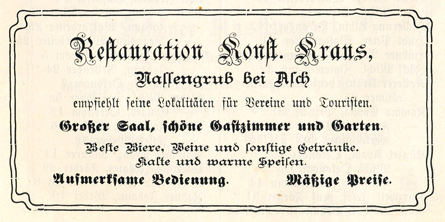 Restauration Konst. Kraus,
Nassengrub bei Asch
empfiehlt seine Lokalitäten für Vereine und Touristen.
Großer Saal, schöne Gastzimmer und Garten.
Beste Biere, Weine und sonstige Getränke.
Kalte und warme Speisen.
Aufmerksame Bedienung. Mäßige Preise.